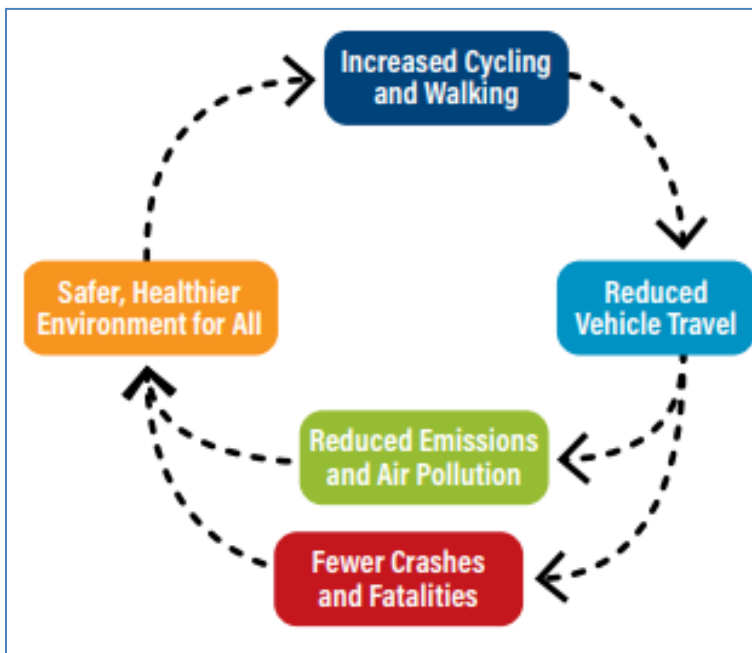 Increased Cycling
and Walking
Safer, Healthier
Environment for All
Reduced
Vehicle Travel
Reduced Emissions
and Air Pollution
Fewer Crashes
and Fatalities